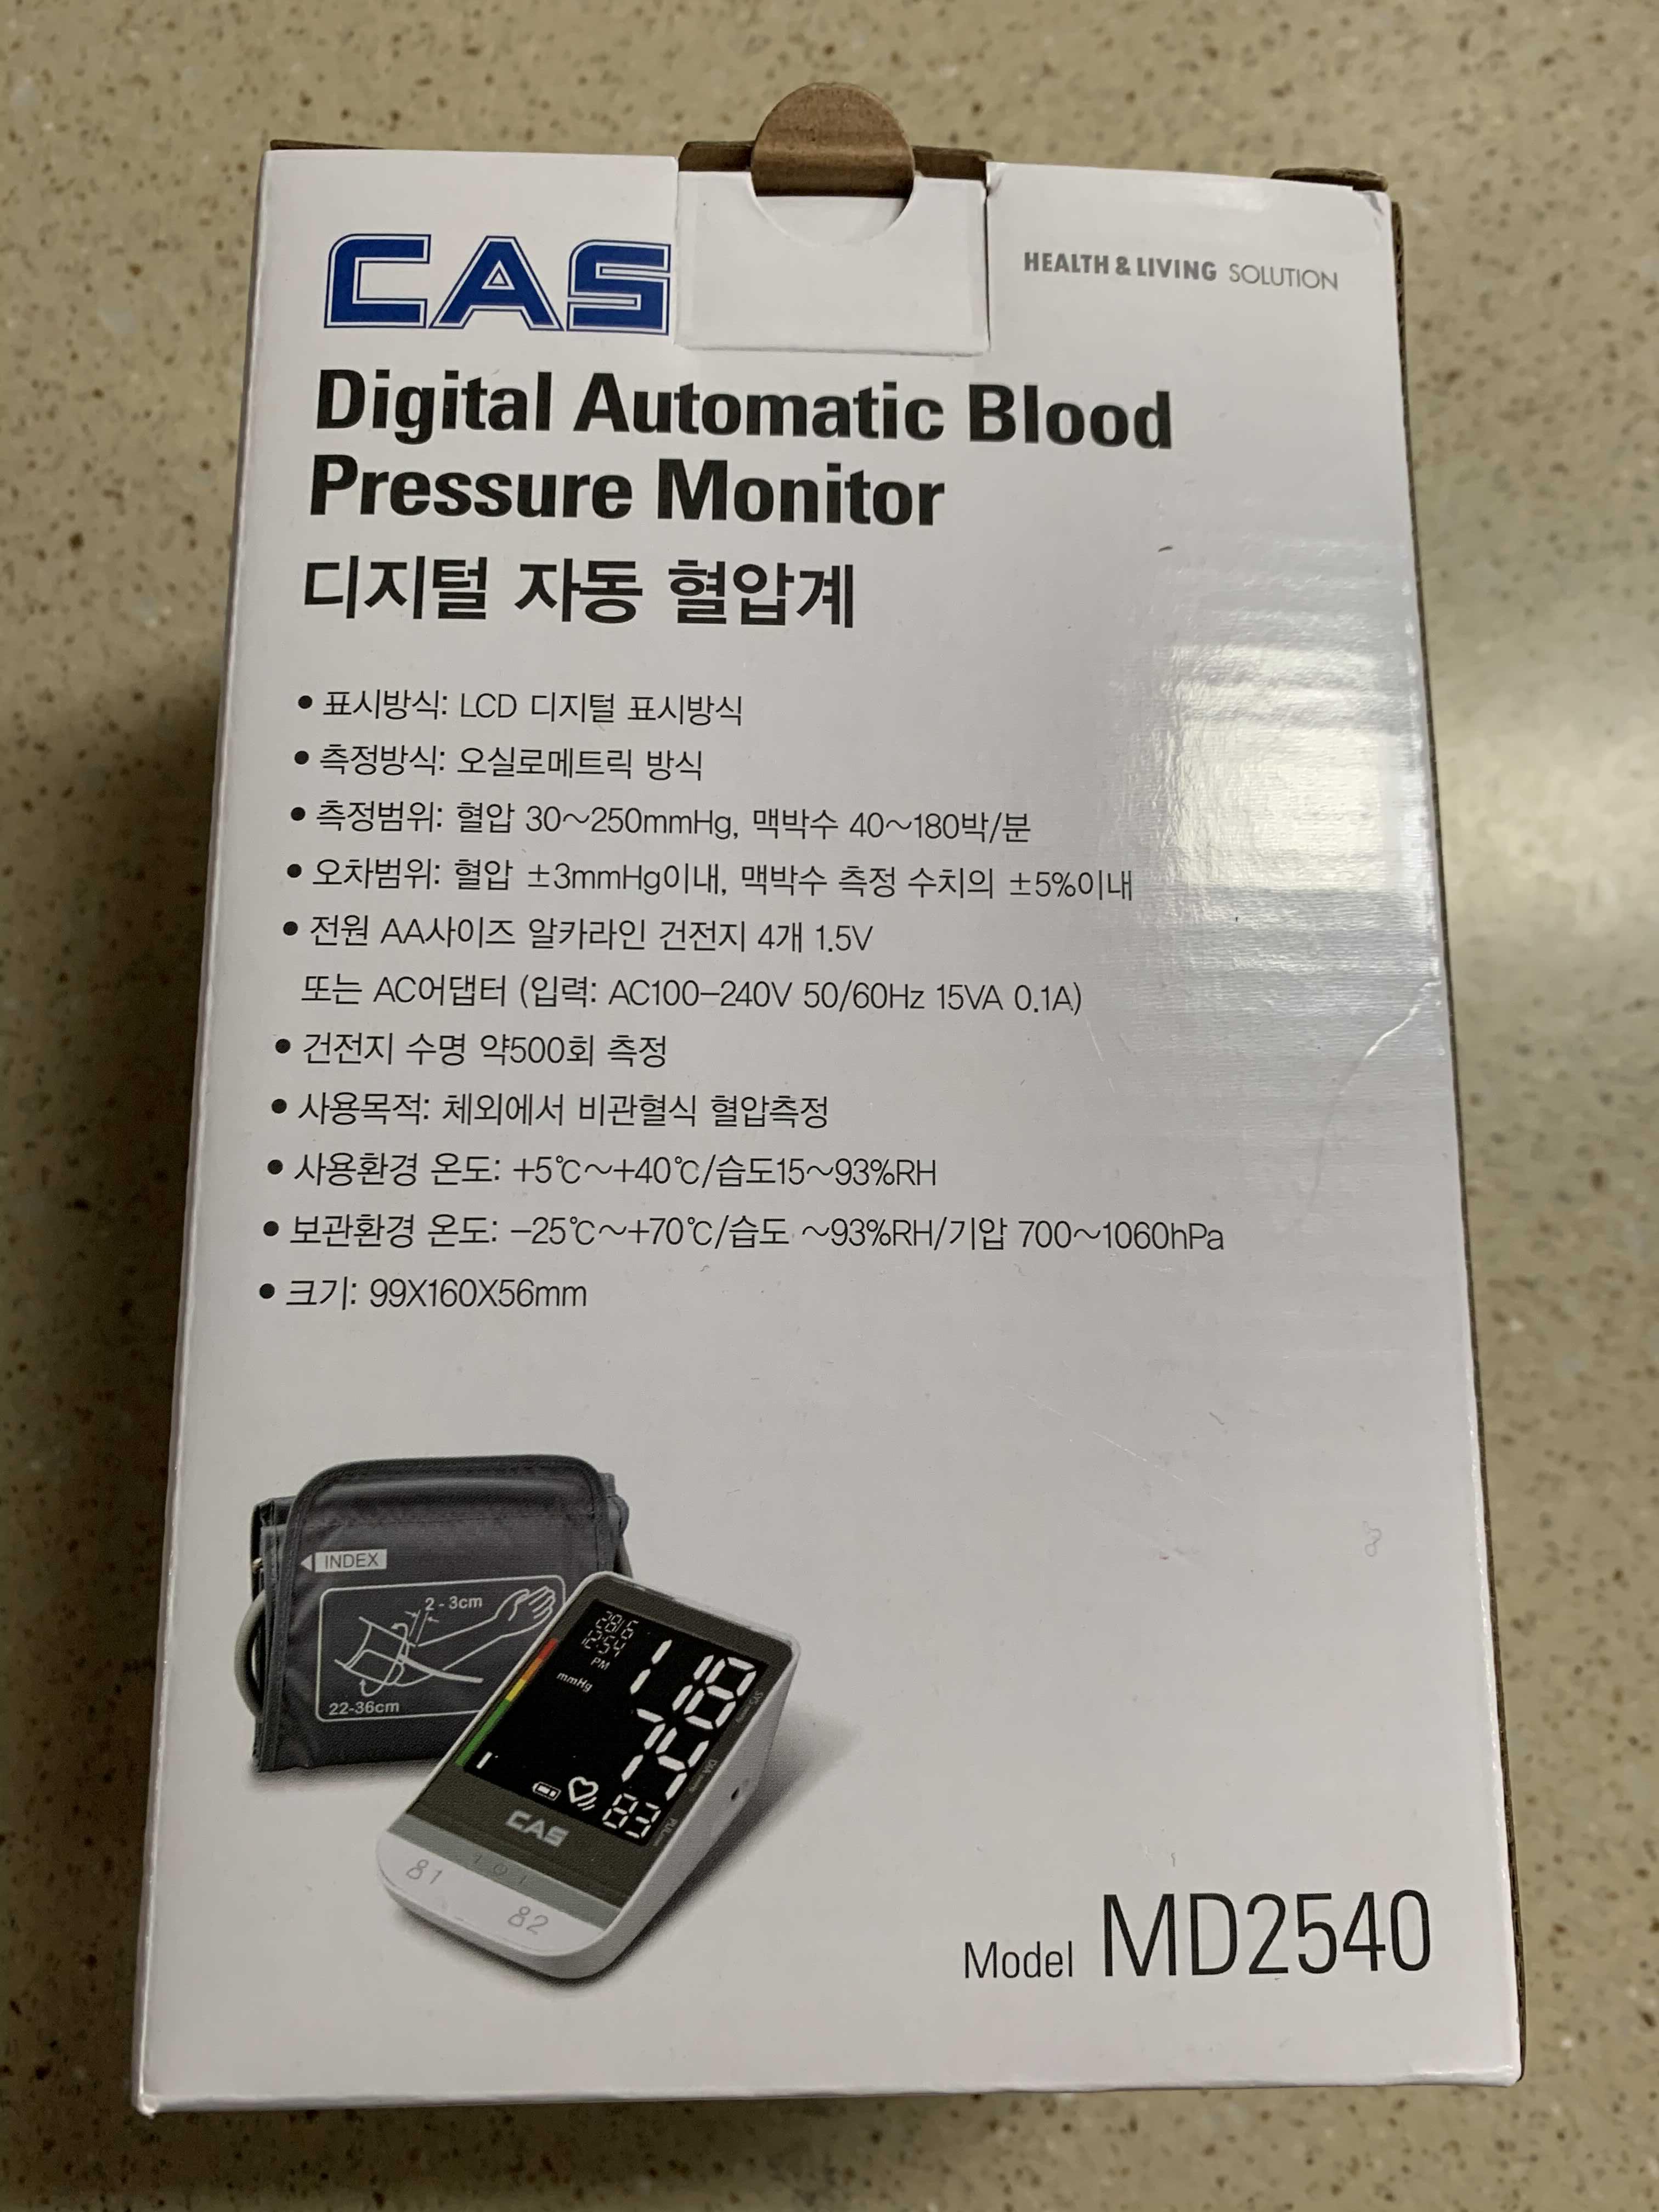 CAS
HEALTH & LIVING SOLUTION
Digital Automatic Blood
Pressure Monitor
디지털 자동 혈압계
• 표시방식: LCD 디지털 표시방식
• 측정방식: 오실로메트릭 방식
• 측정범위: 혈압 30~250mmHg, 맥박수 40~180박/분
• 오차범위: 혈압 ±3mmHg이내, 맥박수 측정 수치의 ±5%이내
• 전원 AA사이즈 알카라인 건전지 4개 1.5V
또는 AC어댑터 (입력: AC100-240V 50/60Hz 15VA 0.1A)
• 건전지 수명 약500회 측정
• 사용목적: 체외에서 비관혈식 혈압측정
• 사용환경 온도: +5℃~+40℃/습도15~93%RH
• 보관환경 온도: -25℃~+70℃/습도 ~93%RH/기압 700~1060hPa
• 크기: 99X160X56mm
INDEX
2-3cm
22-36cm
12:54
PM
mmHg
118
74
83
1
CAS
1
2
Model MD2540